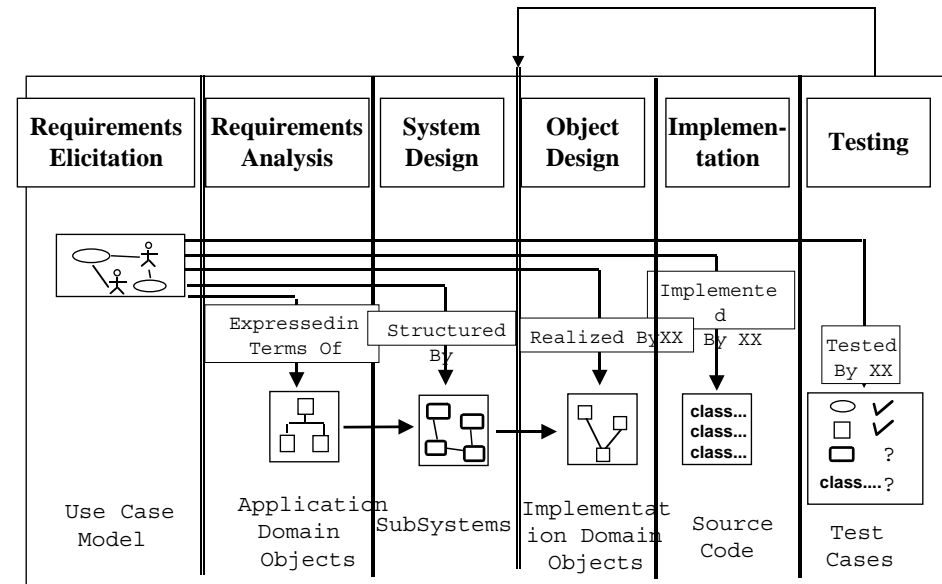 Requirements
Elicitation
Requirements
Analysis
System
Design
Object
Design
Implemen-
tation
Testing
Expressedin
Terms Of
Structured
By
Realized ByXX
Implemente
d
By XX
Tested
By XX
class...
class...
class...
?
class....?
Use Case
Model
Application
Domain
Objects
SubSystems
Implementat
ion Domain
Objects
Source
Code
Test
Cases